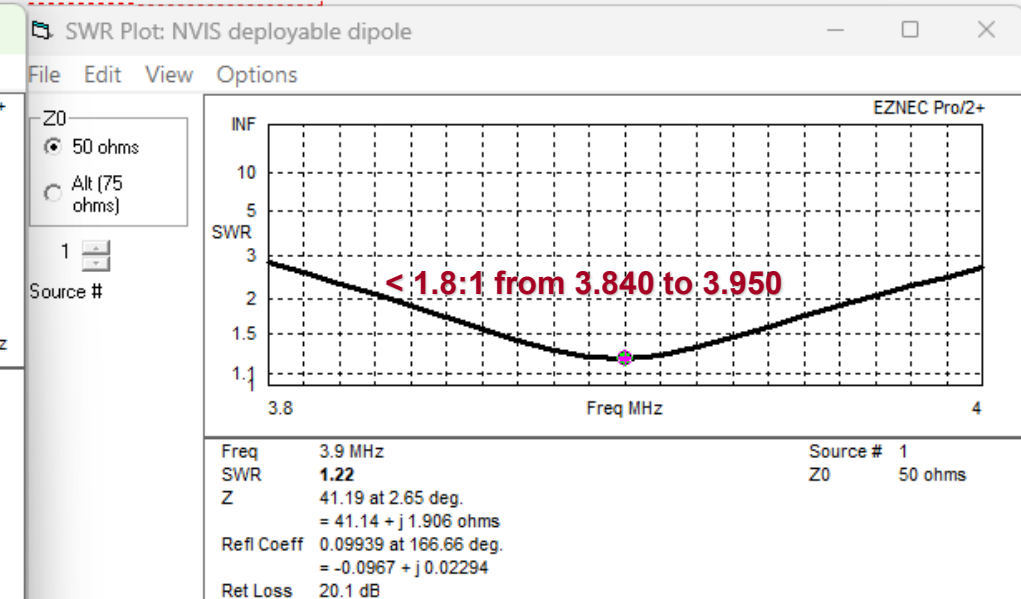 SWR Plot: NVIS deployable dipole
File Edit View Options
EZNEC Pro/2+
Z0
50 ohms
Alt (75
ohms)
1
Source #
INF
10
5
SWR
3
2
1.5
1.1
1
< 1.8:1 from 3.840 to 3.950
3.8 Freq MHz 4
Freq 3.9 MHz Source # 1
SWR 1.22 Z0 50 ohms
Z 41.19 at 2.65 deg.
= 41.14 + j 1.906 ohms
Refl Coeff 0.09939 at 166.66 deg.
= -0.0967 + j 0.02294
Ret Loss 20.1 dB
+
z